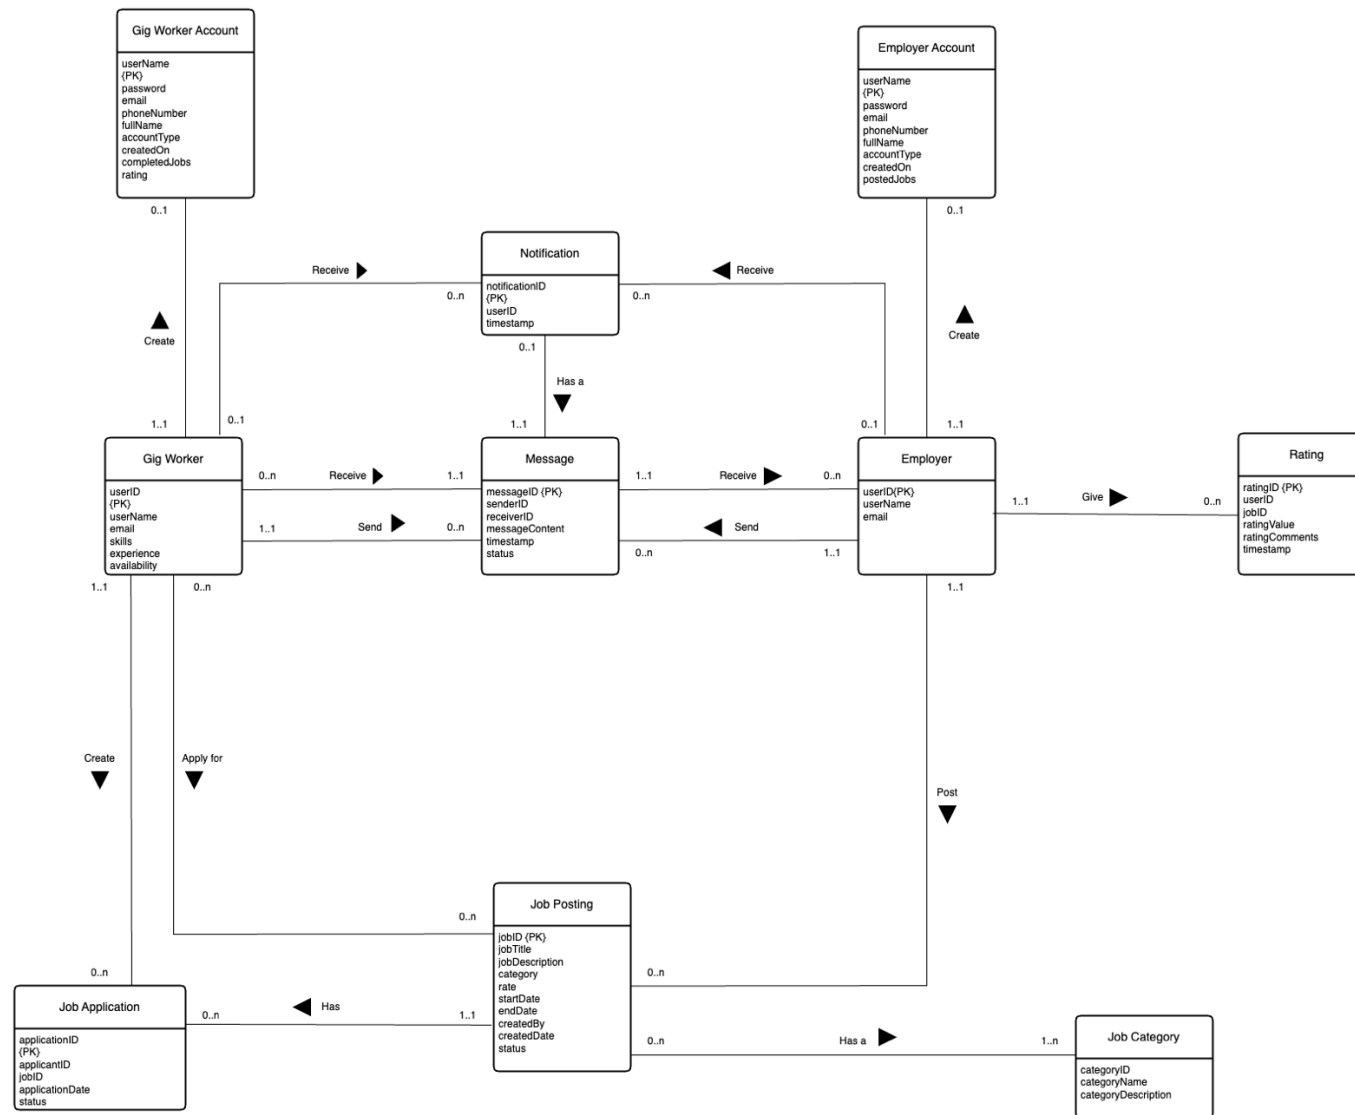 Gig Worker Account
userName
{PK}
password
email
phoneNumber
fullName
accountType
createdOn
completedJobs
rating
0..1
Employer Account
userName
{PK}
password
email
phoneNumber
fullName
accountType
createdOn
postedJobs
0..1
Notification
notificationID
{PK}
userID
timestamp
Receive
0..n
Receive
0..n
0..1
Create
Create
Has a
1..1
0..1
1..1
0..1
1..1
Gig Worker
userID
{PK}
userName
email
skills
experience
availability
0..n
Receive
1..1
1..1
Send
0..n
Message
messageID {PK}
senderID
receiverID
messageContent
timestamp
status
1..1
Receive
0..n
Send
0..n
1..1
Employer
userID{PK}
userName
email
1..1
Give
0..n
Rating
ratingID {PK}
userID
jobID
ratingValue
ratingComments
timestamp
1..1
0..n
1..1
Create
Apply for
Post
0..n
0..n
0..n
Job Posting
jobID {PK}
jobTitle
jobDescription
category
rate
startDate
endDate
createdBy
createdDate
status
Job Application
applicationID
{PK}
applicantID
jobID
applicationDate
status
0..n
Has
1..1
0..n
Has a
1..n
Job Category
categoryID
categoryName
categoryDescription